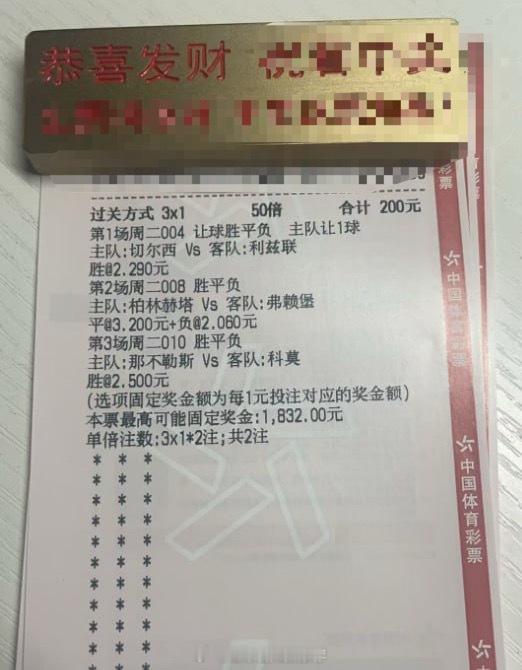 恭喜发财
过关方式 3x1 50倍 合计 200元
第1场周二004 让球胜平负 主队让1球
主队:切尔西 Vs 客队:利兹联
胜@2.290元
第2场周二008 胜平负
主队:柏林赫塔 Vs 客队:弗赖堡
平@3.200元+负@2.060元
第3场周二010 胜平负
主队:那不勒斯 Vs 客队:科莫
胜@2.500元
(选项固定奖金额为每1元投注对应的奖金额)
本票最高可能固定奖金:1,832.00元
单倍注数:3x1*2注;共2注
* * *
* * *
* * *
* * *
* * *
* * *
* * *
* * *
* * *
* * *
* * *
彩票
中国体育彩票
中国体育彩票